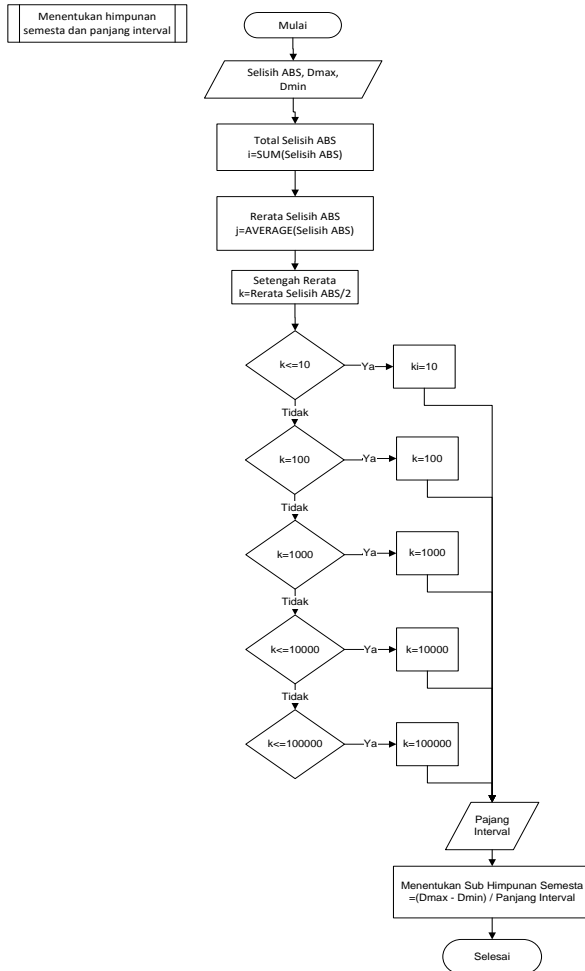 Menentukan himpunan
semesta dan panjang interval
Mulai
Selisih ABS, Dmax,
Dmin
Total Selisih ABS
i=SUM(Selisih ABS)
Rerata Selisih ABS
j=AVERAGE(Selisih ABS)
Setengah Rerata
k=Rerata Selisih ABS/2
k<=10
Ya
ki=10
Tidak
k=100
Ya
k=100
Tidak
k=1000
Ya
k=1000
Tidak
k<=10000
Ya
k=10000
Tidak
k<=100000
Ya
k=100000
Pajang
Interval
Menentukan Sub Himpunan Semesta
=(Dmax - Dmin) / Panjang Interval
Selesai